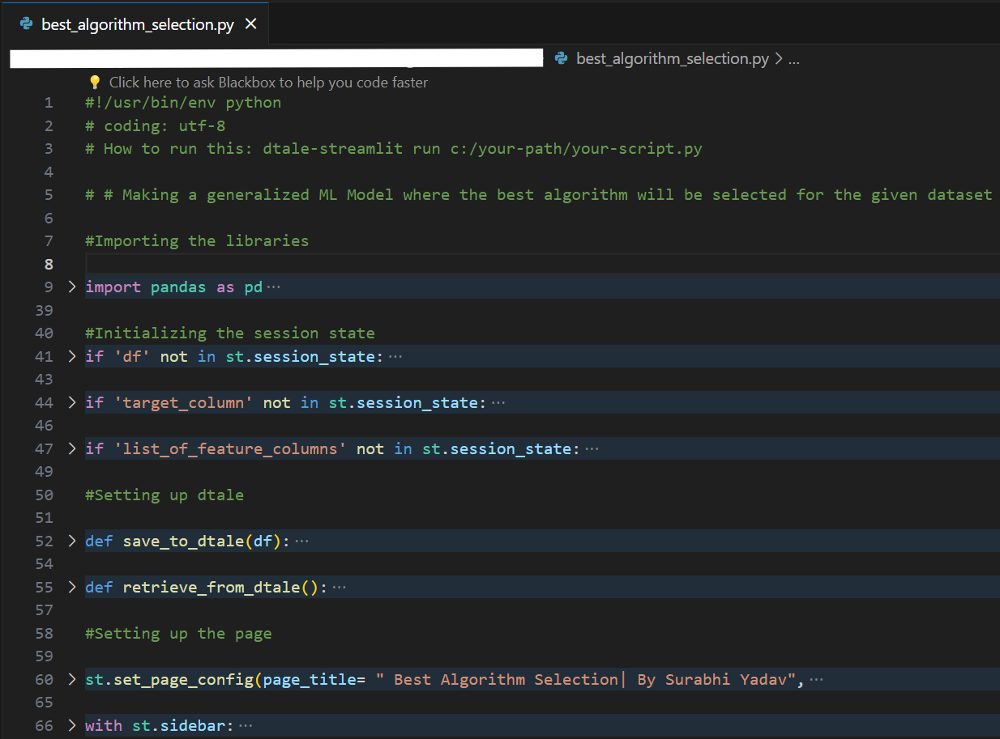 best_algorithm_selection.py ×
best_algorithm_selection.py > ...
Click here to ask Blackbox to help you code faster
1 #!/usr/bin/env python
2 # coding: utf-8
3 # How to run this: dtale-streamlit run c:/your-path/your-script.py
4
5 # # Making a generalized ML Model where the best algorithm will be selected for the given dataset
6
7 #Importing the libraries
8
9 > import pandas as pd ···
39
40 #Initializing the session state
41 > if 'df' not in st.session_state: ···
43
44 > if 'target_column' not in st.session_state: ···
46
47 > if 'list_of_feature_columns' not in st.session_state: ···
49
50 #Setting up dtale
51
52 > def save_to_dtale(df): ···
54
55 > def retrieve_from_dtale(): ···
57
58 #Setting up the page
59
60 > st.set_page_config(page_title= " Best Algorithm Selection| By Surabhi Yadav", ···
65
66 > with st.sidebar: ···